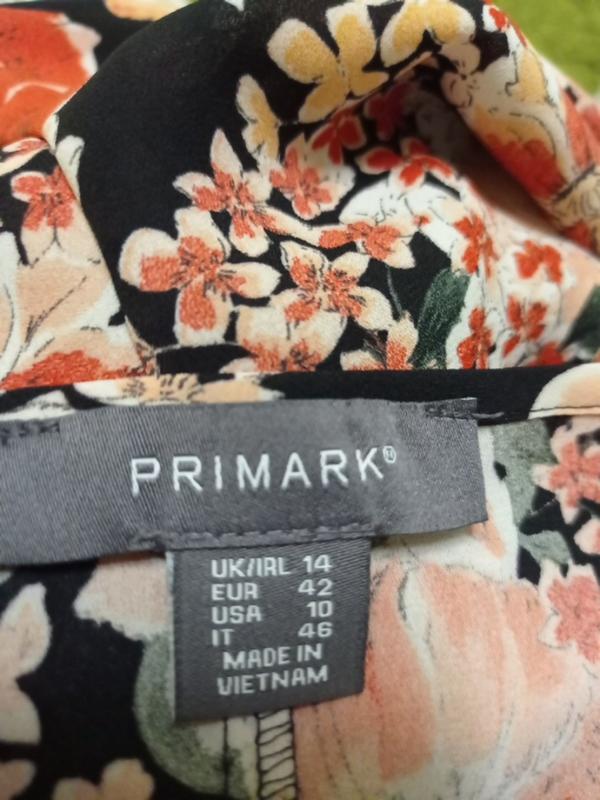 PRIMARK®
UK/IRL 14
EUR 42
USA 10
IT 46
MADE IN
VIETNAM